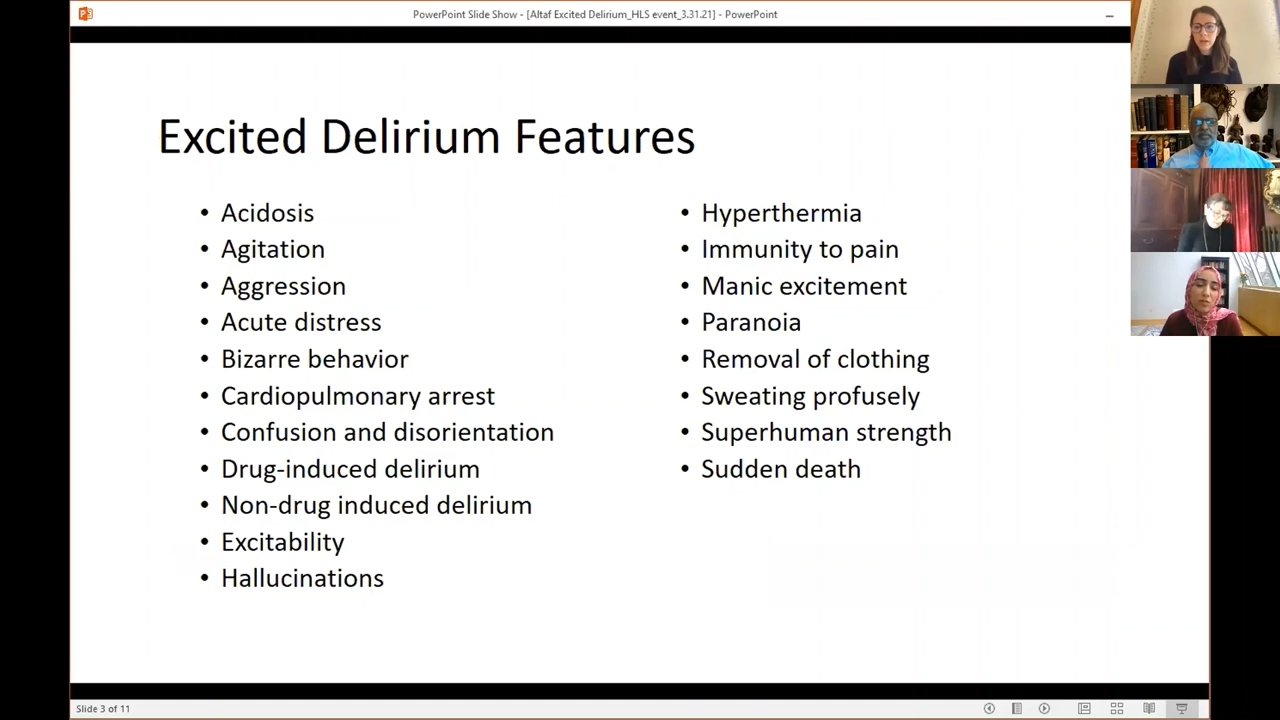 PowerPoint Slide Show - [Altaf Excited Delirium_HLS event_3.31.21] - PowerPoint
Excited Delirium Features
• Acidosis
• Agitation
• Aggression
• Acute distress
• Bizarre behavior
• Cardiopulmonary arrest
• Confusion and disorientation
• Drug-induced delirium
• Non-drug induced delirium
• Excitability
• Hallucinations
• Hyperthermia
• Immunity to pain
• Manic excitement
• Paranoia
• Removal of clothing
• Sweating profusely
• Superhuman strength
• Sudden death
Slide 3 of 11